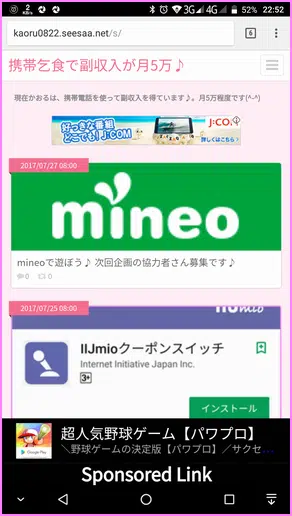 2 K/s 3G 4G 52% 22:52
kaoru0822.seesaa.net/s/ 6
携帯乞食で副収入が月5万♪
現在かおるは、携帯電話を使って副収入を得ています♪。月5万程度です(^-^)
好きな番組 どこでも!J:COM
J:CO
詳しくはこちら
2017/07/27 08:00
mineo
mineoで遊ぼう♪ 次回企画の協力者さん募集です♪
0 0
2017/07/25 08:00
IIJmio
IIJmioクーポンスイッチ
Internet Initiative Japan Inc.
3+
インストール
超人気野球ゲーム【パワプロ】
＼野球ゲームの決定版【パワプロ】／サクセ
Google Play
Sponsored Link